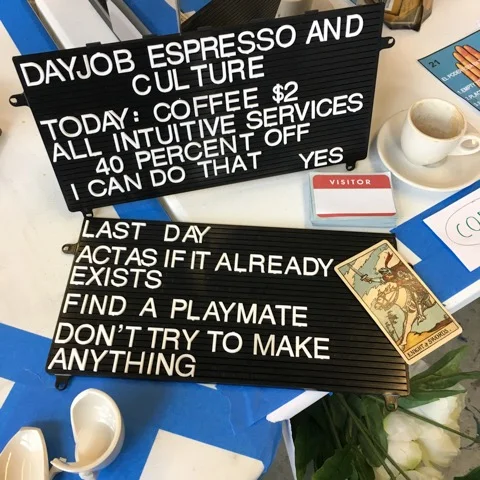 DAYJOB ESPRESSO AND
CULTURE
TODAY: COFFEE $2
ALL INTUITIVE SERVICES
40 PERCENT OFF
I CAN DO THAT YES
VISITOR
21
LAST DAY
ACTAS IF IT ALREADY
EXISTS
FIND A PLAYMATE
DON'T TRY TO MAKE
ANYTHING
KNIGHT of SWORDS